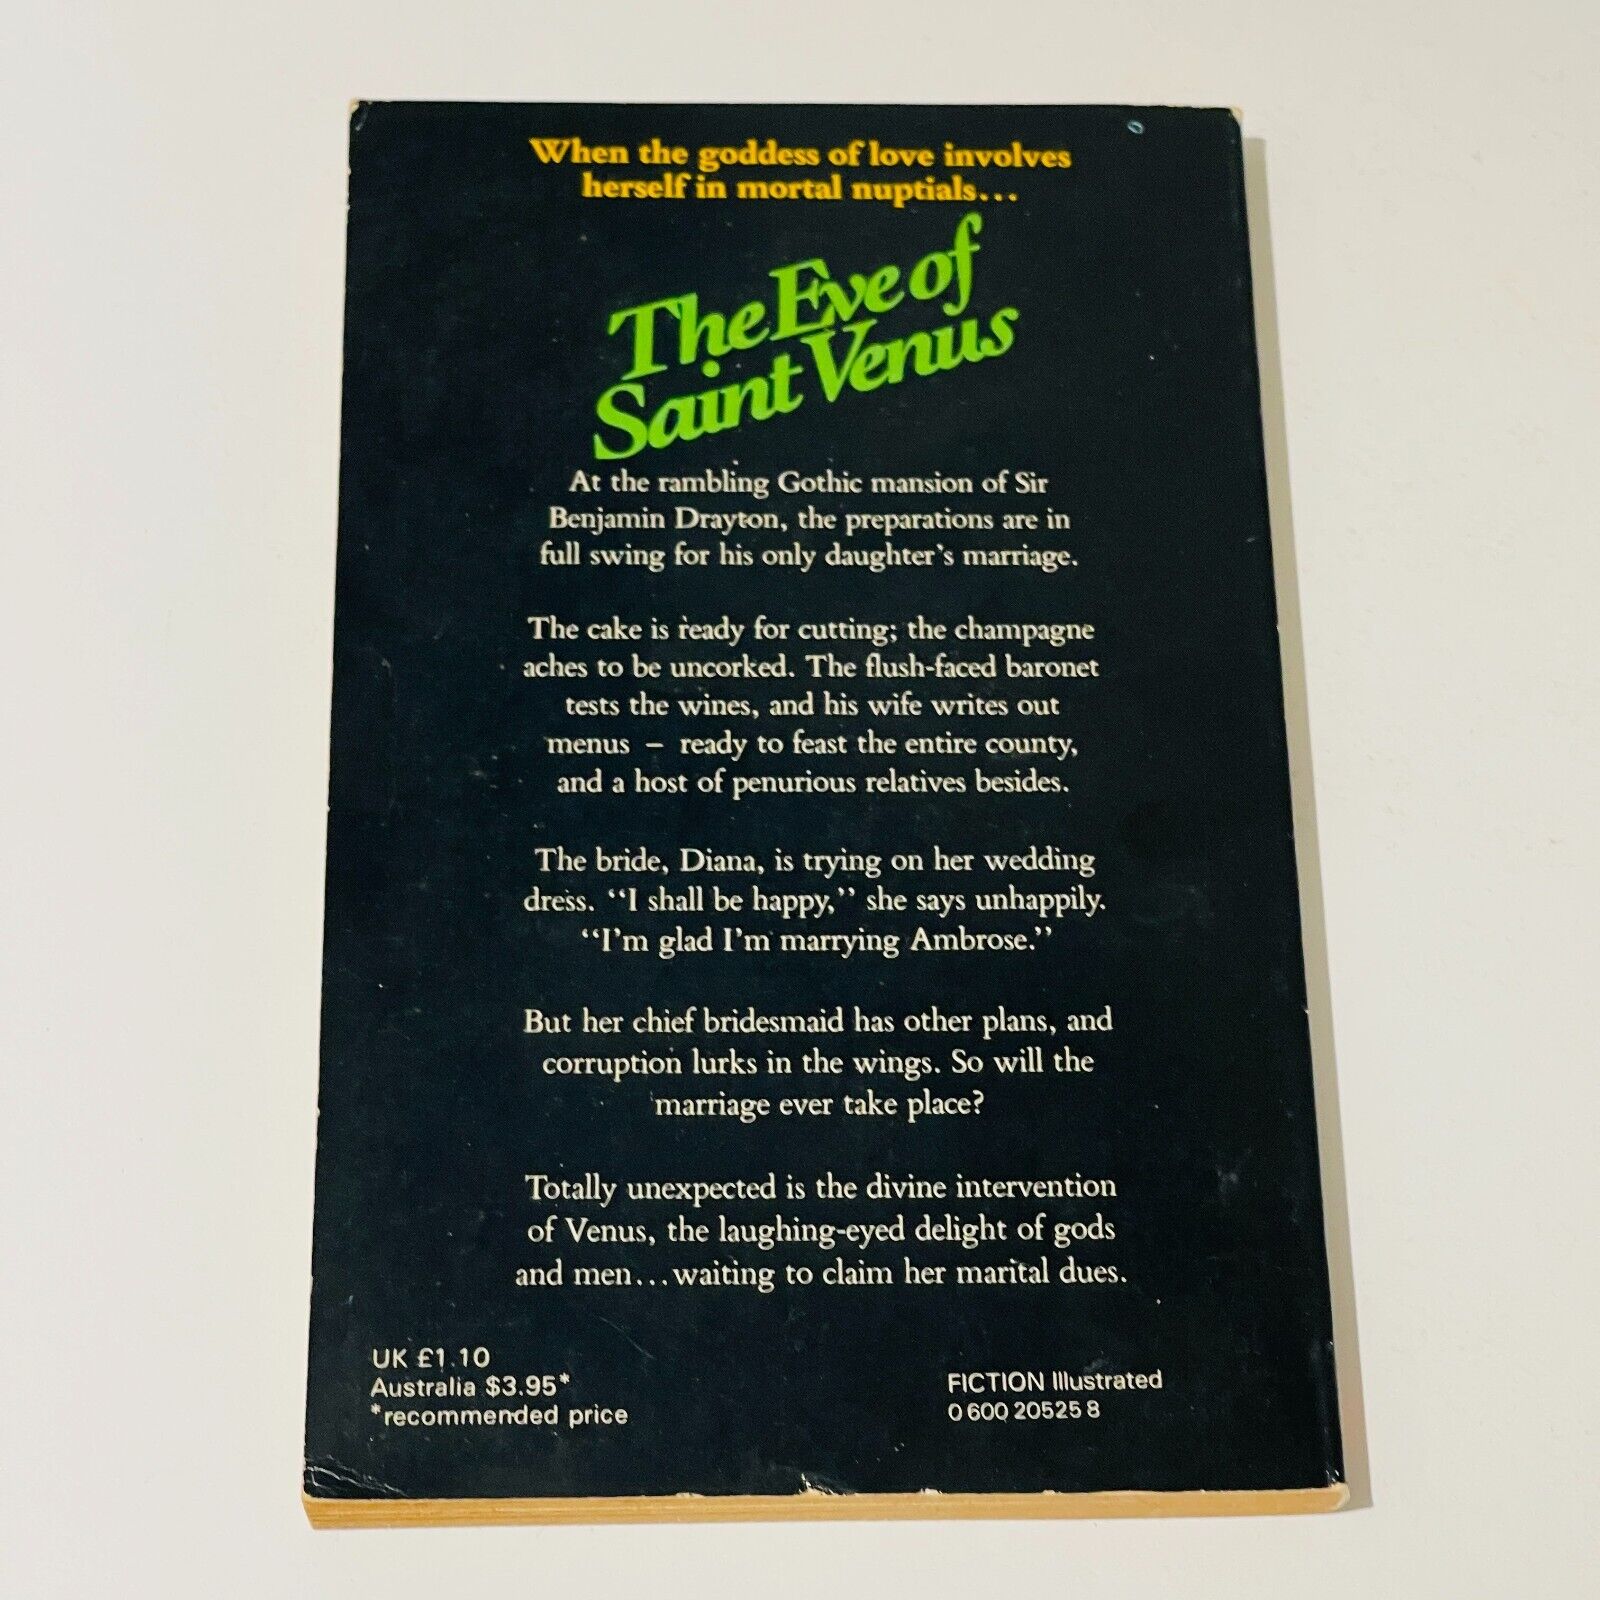 When the goddess of love involves
herself in mortal nuptials...
The Eve of
Saint Venus
At the rambling Gothic mansion of Sir
Benjamin Drayton, the preparations are in
full swing for his only daughter's marriage.
The cake is ready for cutting; the champagne
aches to be uncorked. The flush-faced baronet
tests the wines, and his wife writes out
menus – ready to feast the entire county,
and a host of penurious relatives besides.
The bride, Diana, is trying on her wedding
dress. “I shall be happy,” she says unhappily.
“I'm glad I'm marrying Ambrose.”
But her chief bridesmaid has other plans, and
corruption lurks in the wings. So will the
marriage ever take place?
Totally unexpected is the divine intervention
of Venus, the laughing-eyed delight of gods
and men...waiting to claim her marital dues.
UK £1.10
Australia $3.95*
*recommended price
FICTION Illustrated
0 600 20525 8